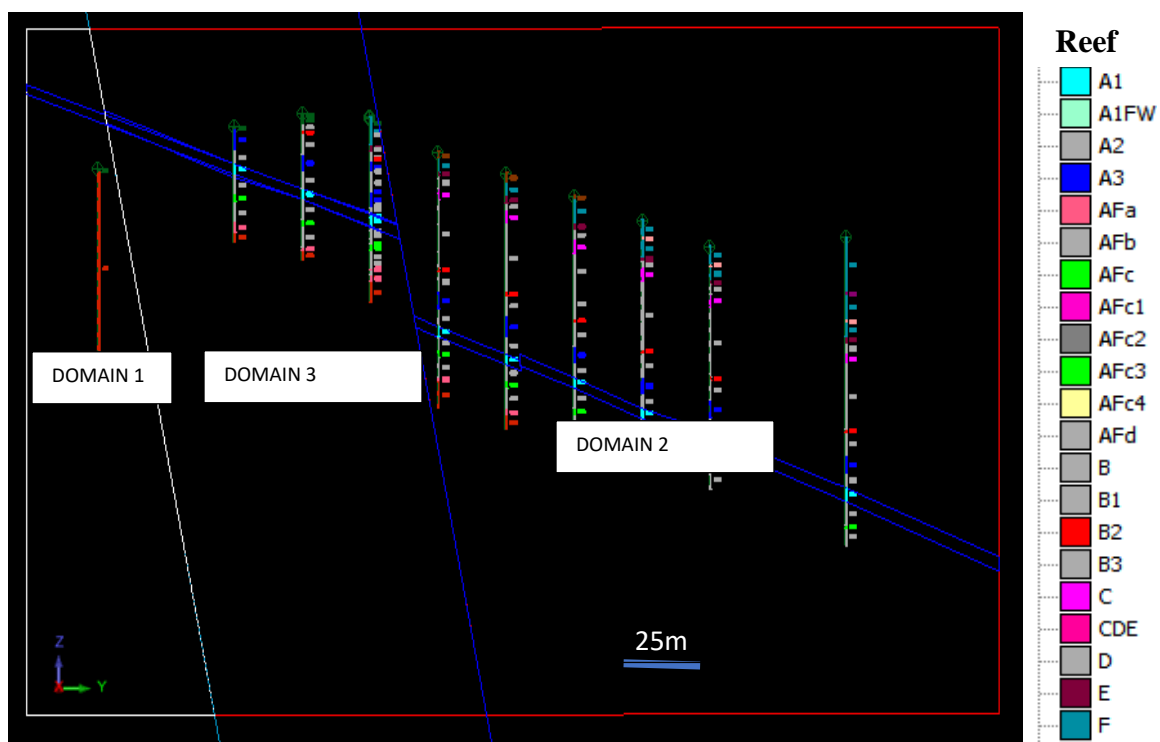 Reef
A1
A1FW
A2
A3
AFa
AFb
AFc
AFc1
AFc2
AFc3
AFc4
AFd
B
B1
B2
B3
C
CDE
D
E
F
DOMAIN 1
DOMAIN 3
DOMAIN 2
25m
Z
X
Y